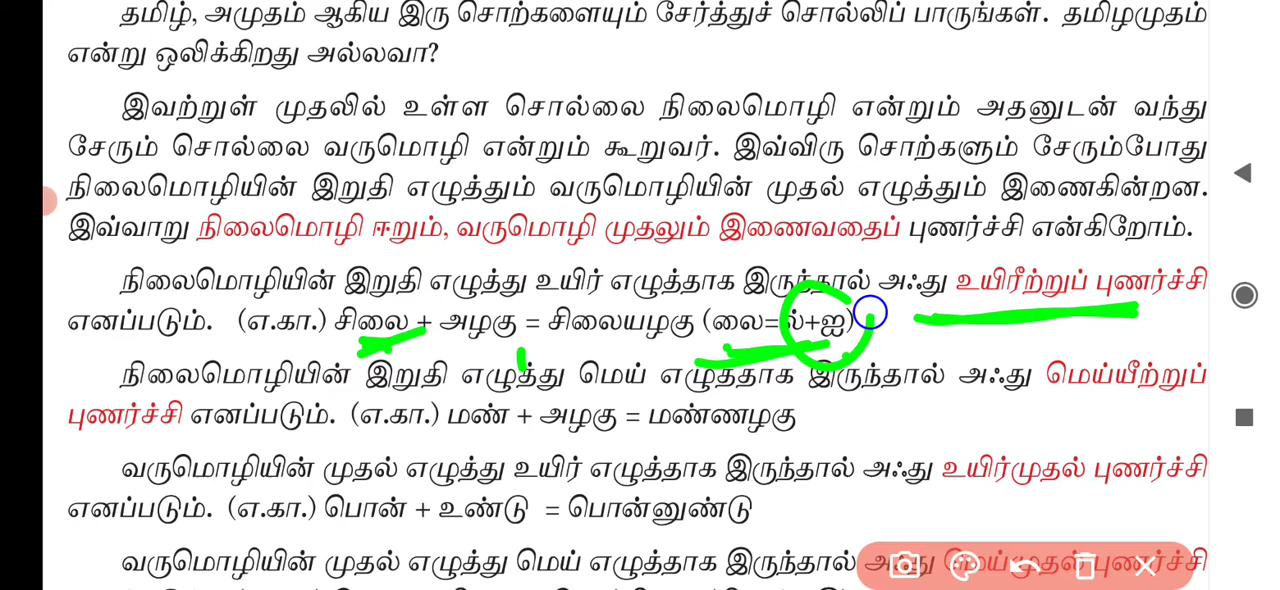 தமிழ், அமுதம் ஆகிய இரு சொற்களையும் சேர்த்துச் சொல்லிப் பாருங்கள். தமிழமுதம்
என்று ஒலிக்கிறது அல்லவா?
இவற்றுள் முதலில் உள்ள சொல்லை நிலைமொழி என்றும் அதனுடன் வந்து
சேரும் சொல்லை வருமொழி என்றும் கூறுவர். இவ்விரு சொற்களும் சேரும்போது
நிலைமொழியின் இறுதி எழுத்தும் வருமொழியின் முதல் எழுத்தும் இணைகின்றன.
இவ்வாறு நிலைமொழி ஈறும், வருமொழி முதலும் இணைவதைப் புணர்ச்சி என்கிறோம்.
நிலைமொழியின் இறுதி எழுத்து உயிர் எழுத்தாக இருந்தால் அஃது உயிரீற்றுப் புணர்ச்சி
எனப்படும். (எ.கா.) சிலை + அழகு = சிலையழகு (லை=ல்+ஐ)
நிலைமொழியின் இறுதி எழுத்து மெய் எழுத்தாக இருந்தால் அஃது மெய்யீற்றுப்
புணர்ச்சி எனப்படும். (எ.கா.) மண் + அழகு = மண்ணழகு
வருமொழியின் முதல் எழுத்து உயிர் எழுத்தாக இருந்தால் அஃது உயிர்முதல் புணர்ச்சி
எனப்படும். (எ.கா.) பொன் + உண்டு = பொன்னுண்டு
வருமொழியின் முதல் எழுத்து மெய் எழுத்தாக இருந்தால் அஃது மெய்முதல் புணர்ச்சி